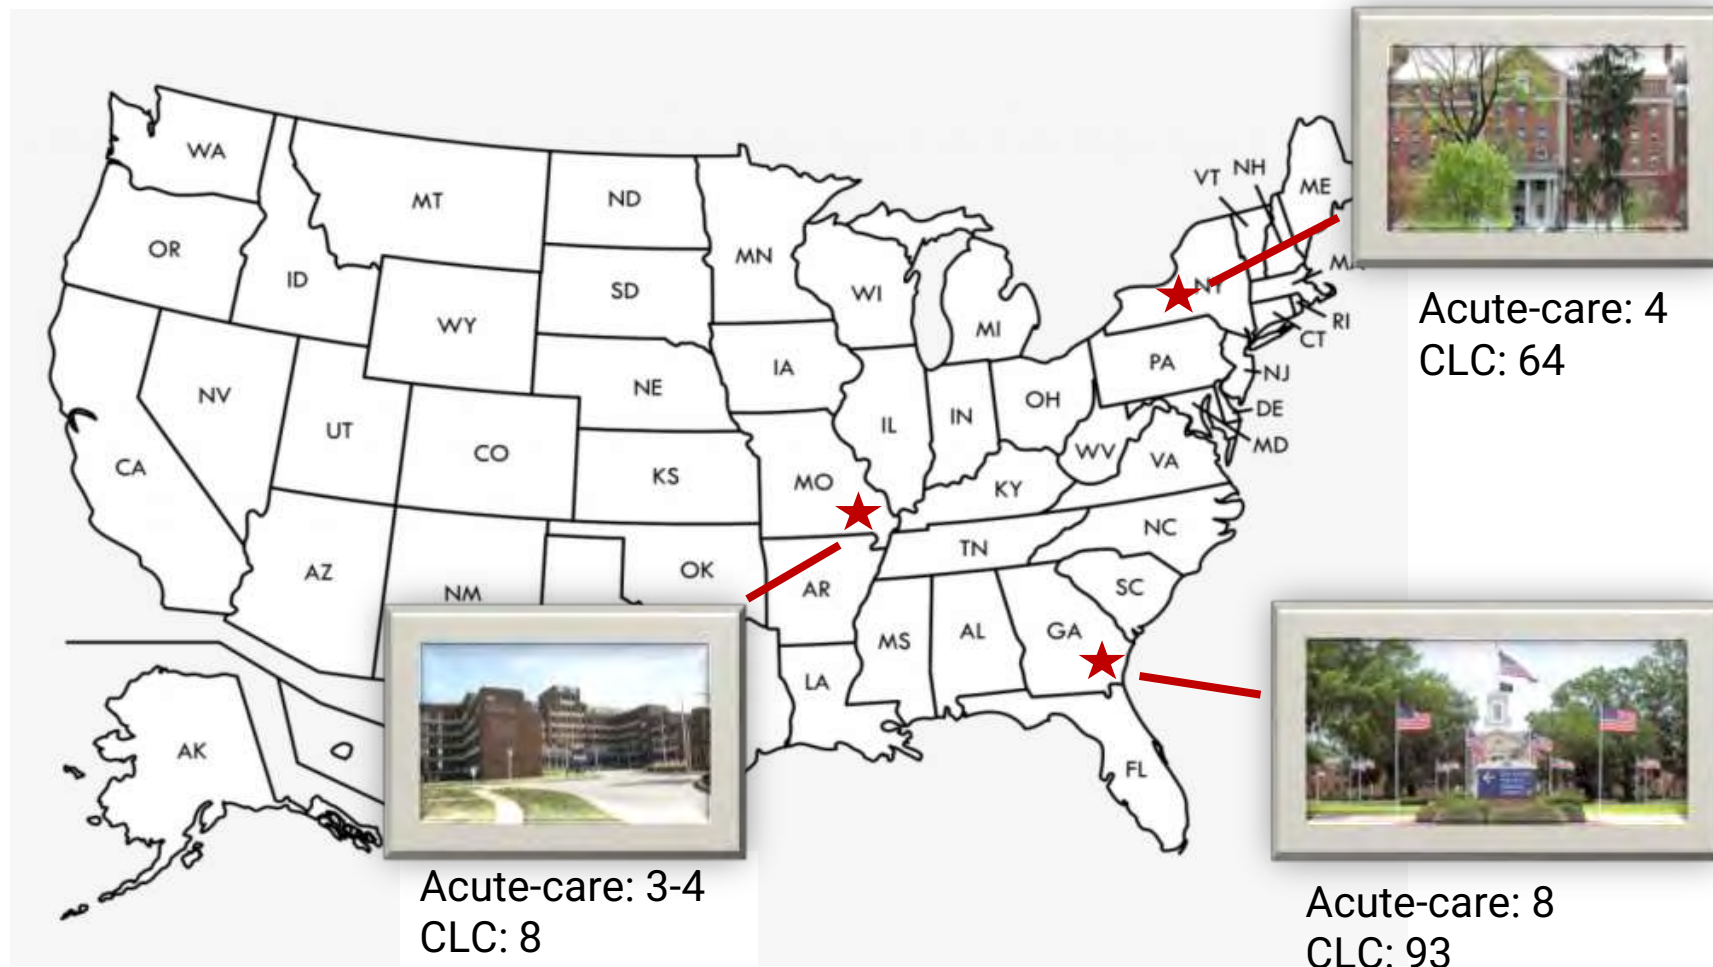 WA
MT
ND
MN
VT NH
ME
OR
ID
SD
WI
NY
MA
WY
MI
RI
CT
IA
PA
NJ
NE
NV
OH
DE
UT
IL
IN
MD
CO
WV
CA
KS
MO
VA
KY
NC
TN
AZ
OK
NM
AR
SC
MS
AL
GA
LA
AK
FL
Acute-care: 4
CLC: 64
Acute-care: 3-4
CLC: 8
Acute-care: 8
CLC: 93